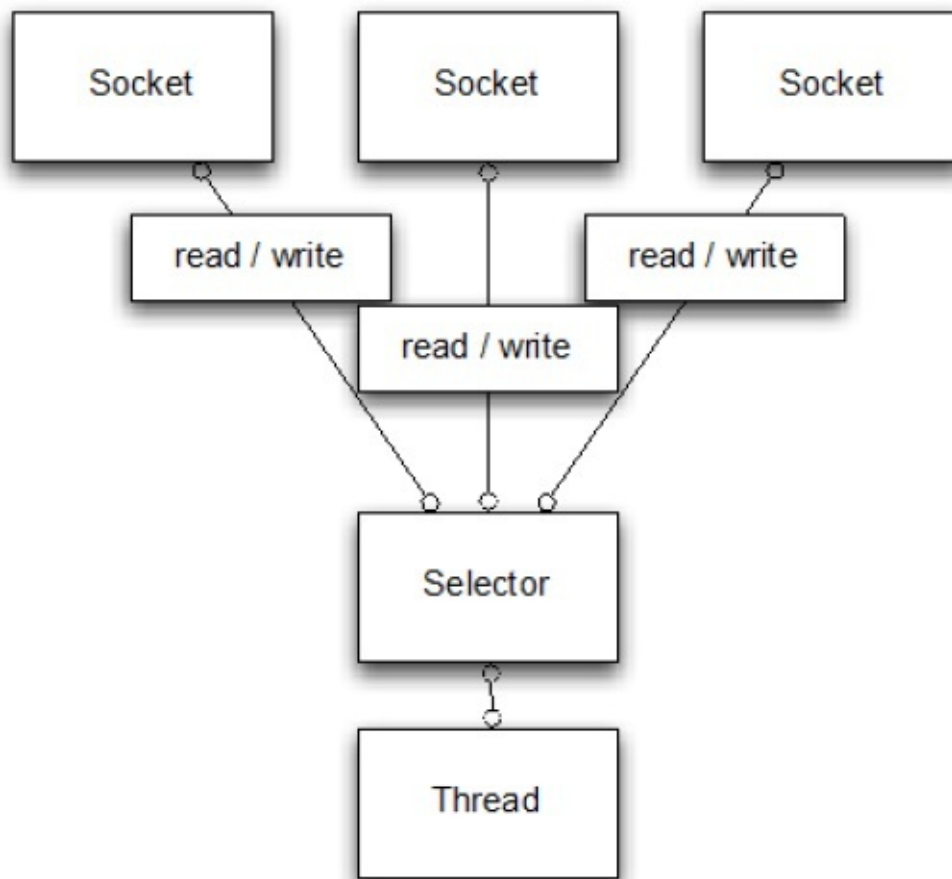 Socket
Socket
Socket
read / write
read / write
read / write
Selector
Thread